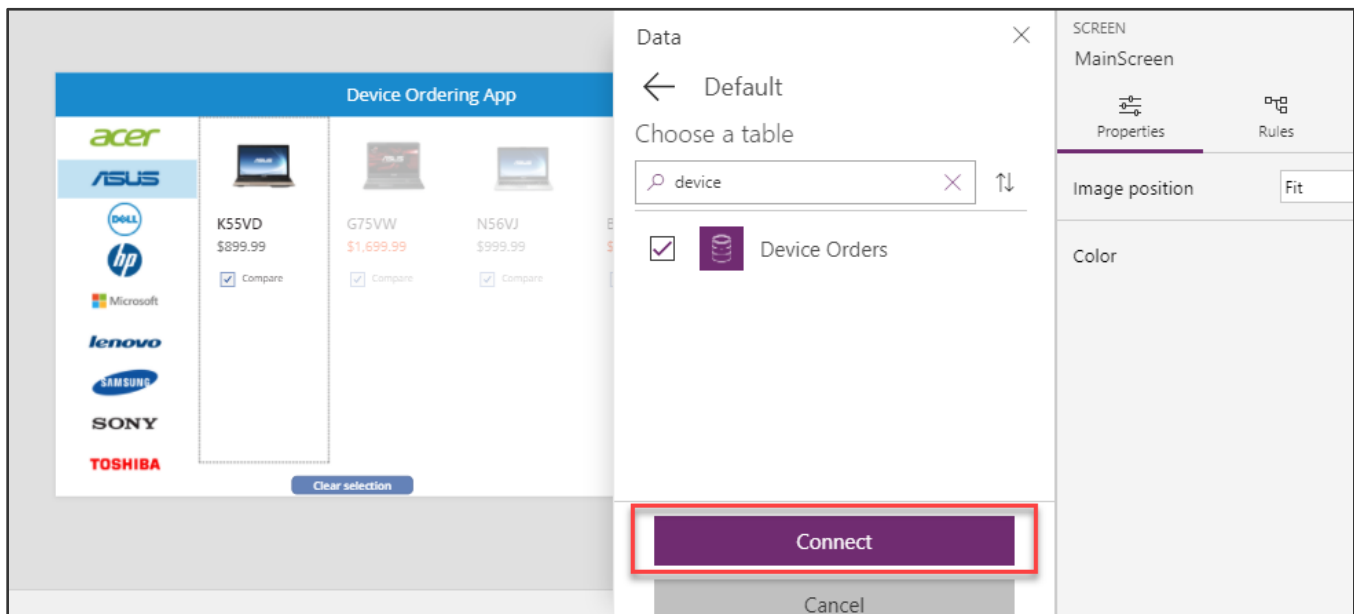 Device Ordering App
acer
ASUS
DELL
hp
Microsoft
lenovo
SAMSUNG
SONY
TOSHIBA
K55VD
$899.99
Compare
G75VW
$1,699.99
Compare
N56VJ
$999.99
Compare
Clear selection
Data
Default
Choose a table
device
Device Orders
Connect
Cancel
SCREEN
MainScreen
Properties
Rules
Image position
Fit
Color